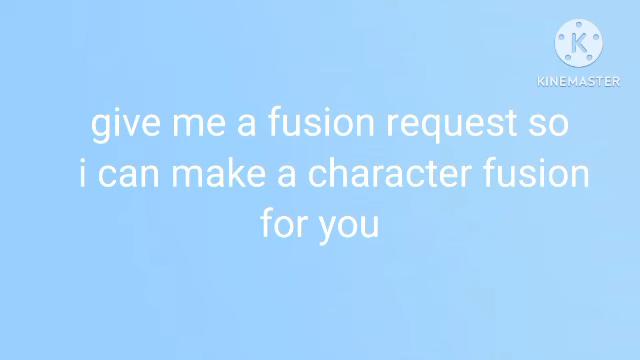 K
KINEMASTER
give me a fusion request so
i can make a character fusion
for you